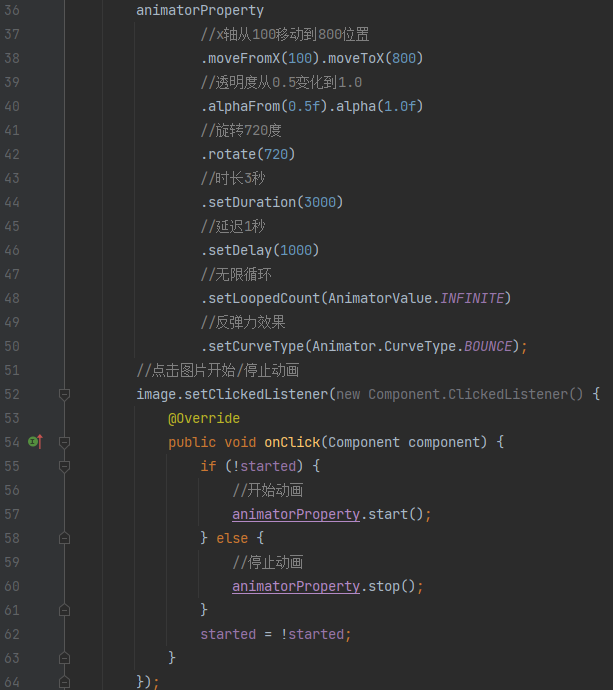 36 animatorProperty
37 //x轴从100移动到800位置
38 .moveFromX(100).moveToX(800)
39 //透明度从0.5变化到1.0
40 .alphaFrom(0.5f).alpha(1.0f)
41 //旋转720度
42 .rotate(720)
43 //时长3秒
44 .setDuration(3000)
45 //延迟1秒
46 .setDelay(1000)
47 //无限循环
48 .setLoopedCount(AnimatorValue.INFINITE)
49 //反弹力效果
50 .setCurveType(Animator.CurveType.BOUNCE);
51 //点击图片开始/停止动画
52 image.setClickedListener(new Component.ClickedListener() {
53 @Override
54 public void onClick(Component component) {
55 if (!started) {
56 //开始动画
57 animatorProperty.start();
58 } else {
59 //停止动画
60 animatorProperty.stop();
61 }
62 started = !started;
63 }
64 });